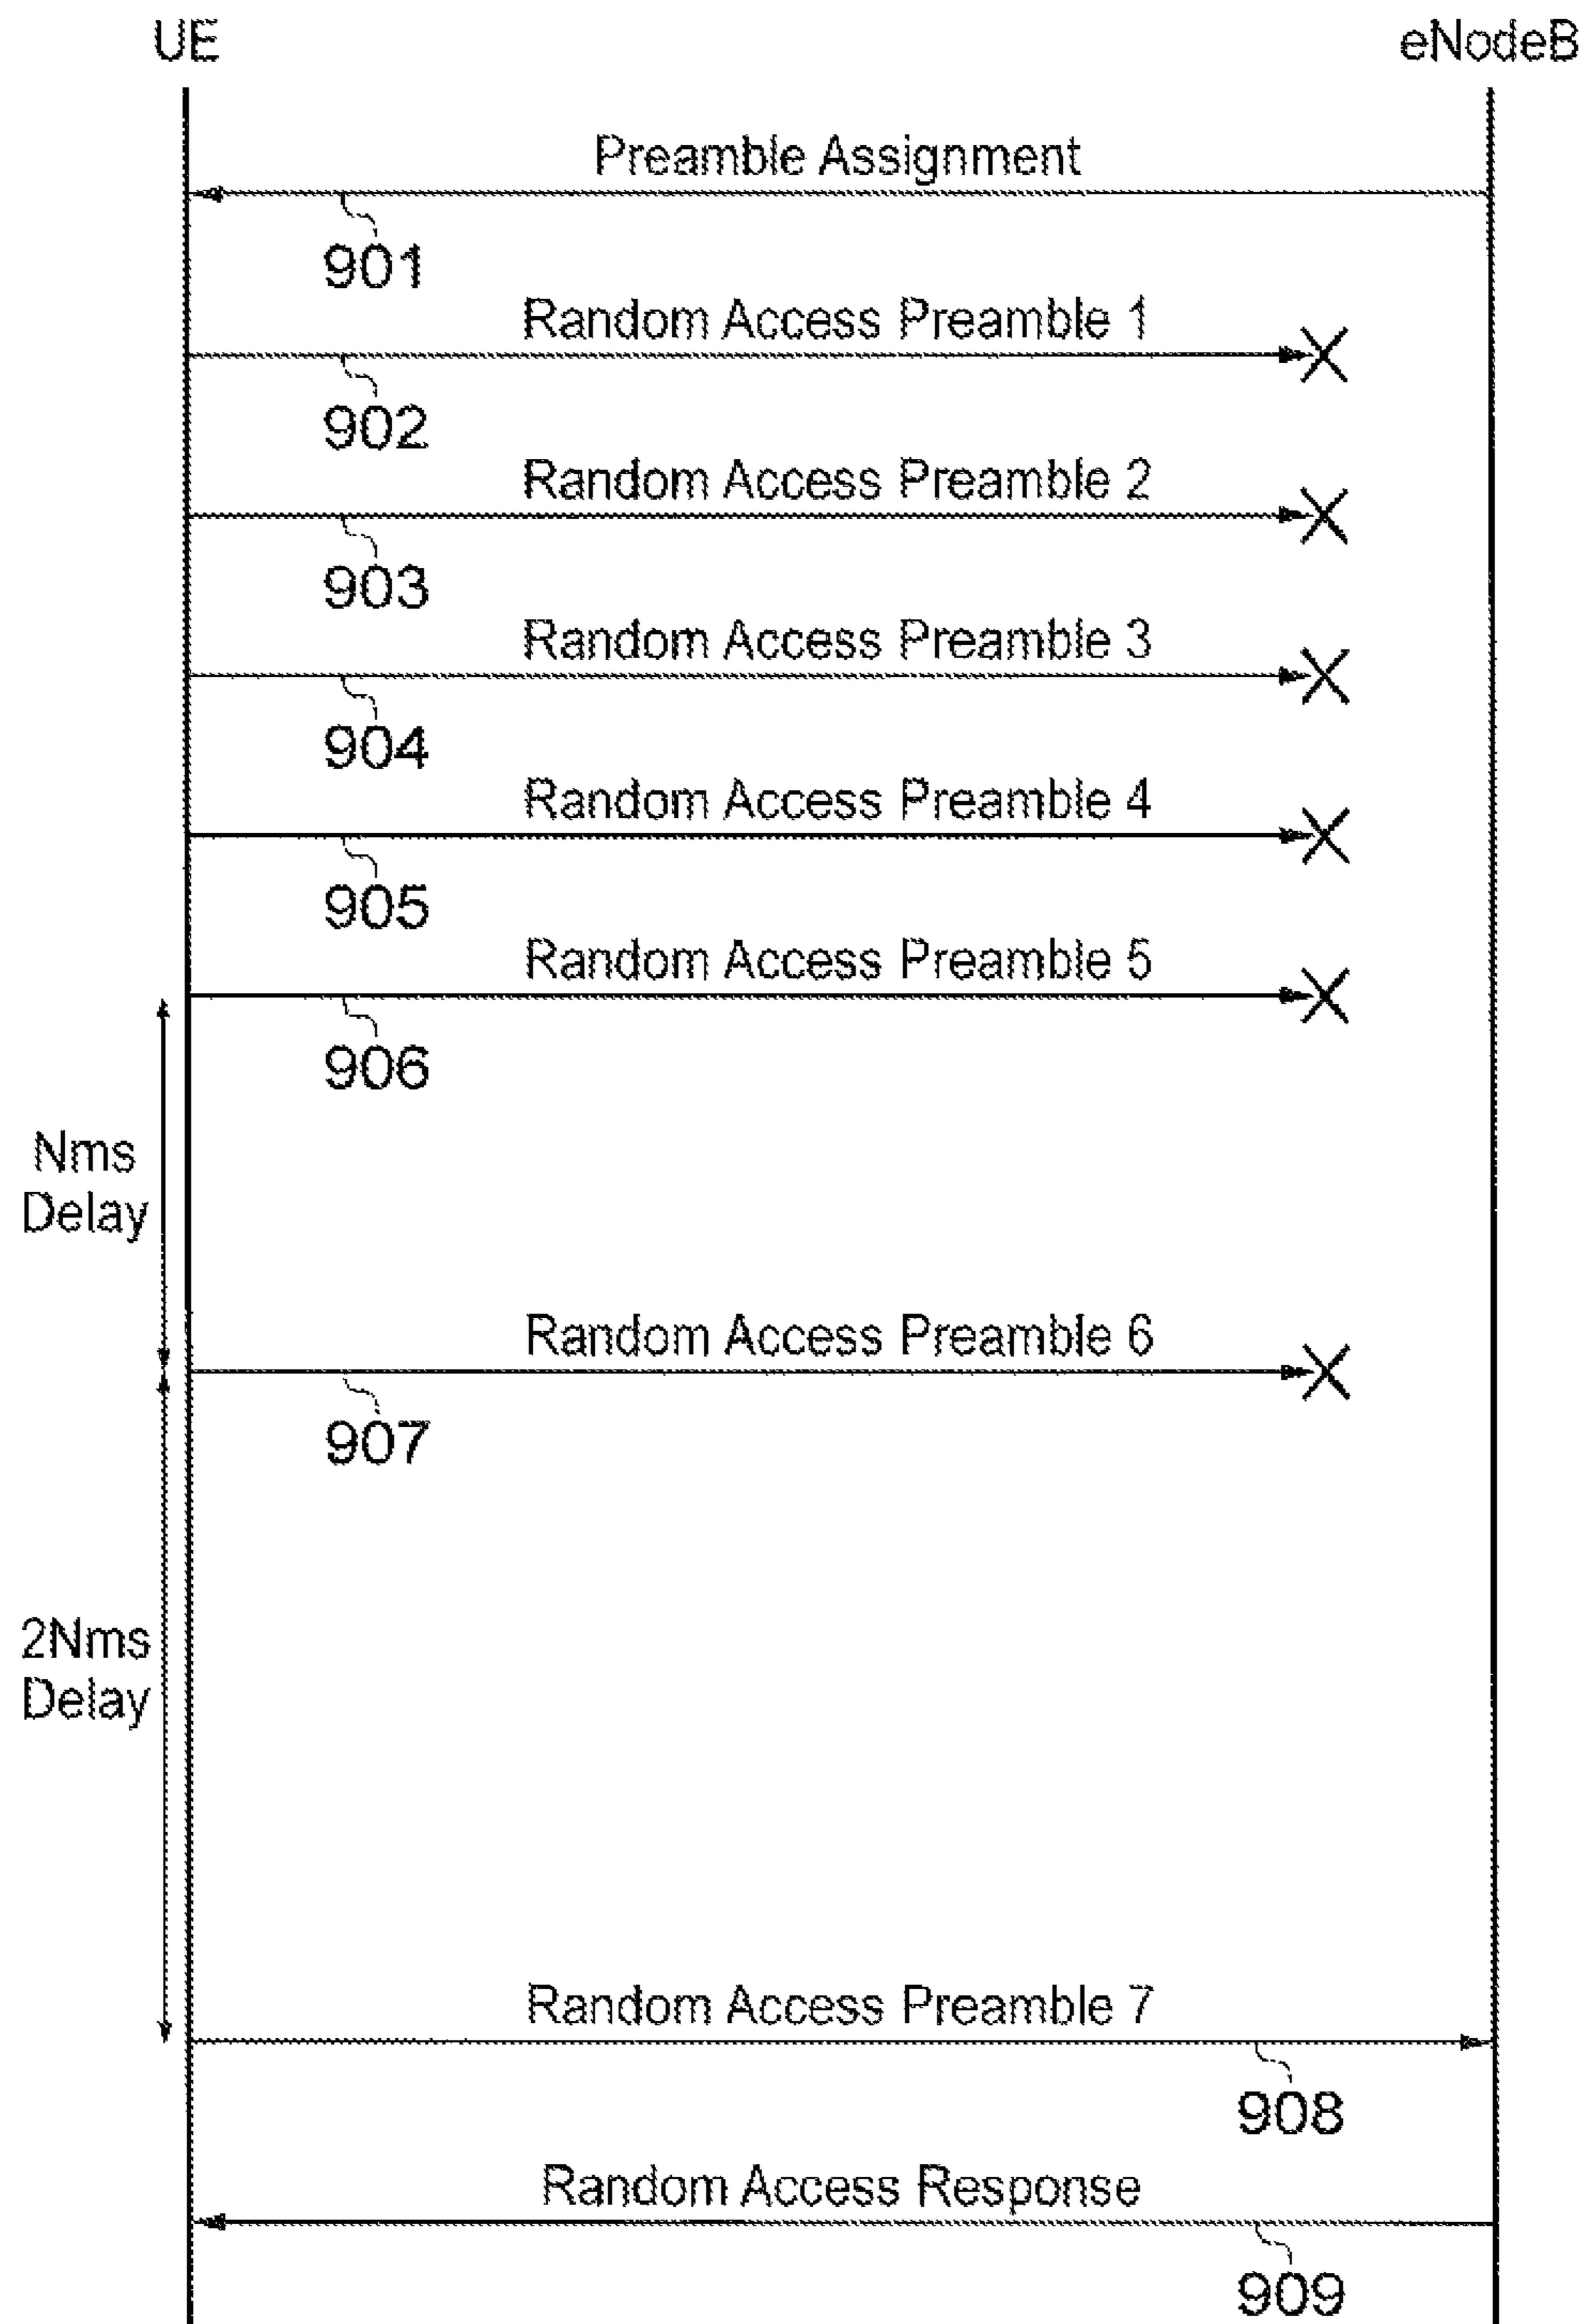 UE
eNodeB
Preamble Assignment
901
Random Access Preamble 1
902
Random Access Preamble 2
903
Random Access Preamble 3
904
Random Access Preamble 4
905
Random Access Preamble 5
906
Nms
Delay
Random Access Preamble 6
907
2Nms
Delay
Random Access Preamble 7
908
Random Access Response
909